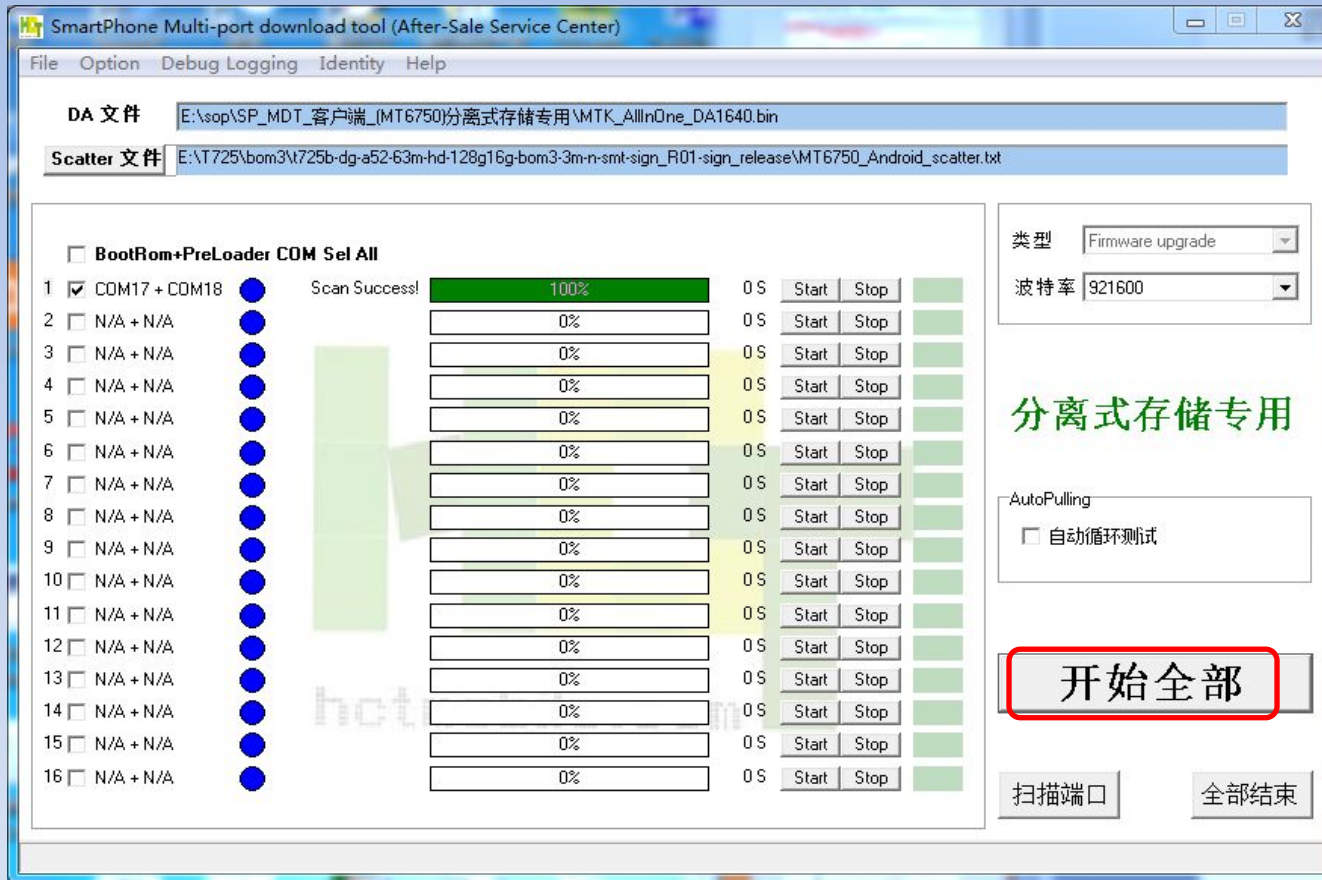 SmartPhone Multi-port download tool (After-Sale Service Center)
File Option Debug Logging Identity Help
DA 文件 E:\sop\SP_MDT_客户端_(MT6750)分离式存储专用\MTK_AllInOne_DA1640.bin
Scatter 文件 E:\T725\bom3\t725b-dg-a52-63m-hd-128g16g-bom3-3m-n-smt-sign_R01-sign_release\MT6750_Android_scatter.txt
BootRom+PreLoader COM Sel All
1 COM17 + COM18 Scan Success! 100% 0 S Start Stop
2 N/A + N/A 0% 0 S Start Stop
3 N/A + N/A 0% 0 S Start Stop
4 N/A + N/A 0% 0 S Start Stop
5 N/A + N/A 0% 0 S Start Stop
6 N/A + N/A 0% 0 S Start Stop
7 N/A + N/A 0% 0 S Start Stop
8 N/A + N/A 0% 0 S Start Stop
9 N/A + N/A 0% 0 S Start Stop
10 N/A + N/A 0% 0 S Start Stop
11 N/A + N/A 0% 0 S Start Stop
12 N/A + N/A 0% 0 S Start Stop
13 N/A + N/A 0% 0 S Start Stop
14 N/A + N/A 0% 0 S Start Stop
15 N/A + N/A 0% 0 S Start Stop
16 N/A + N/A 0% 0 S Start Stop
类型 Firmware upgrade
波特率 921600
分离式存储专用
AutoPulling
自动循环测试
开始全部
扫描端口 全部结束